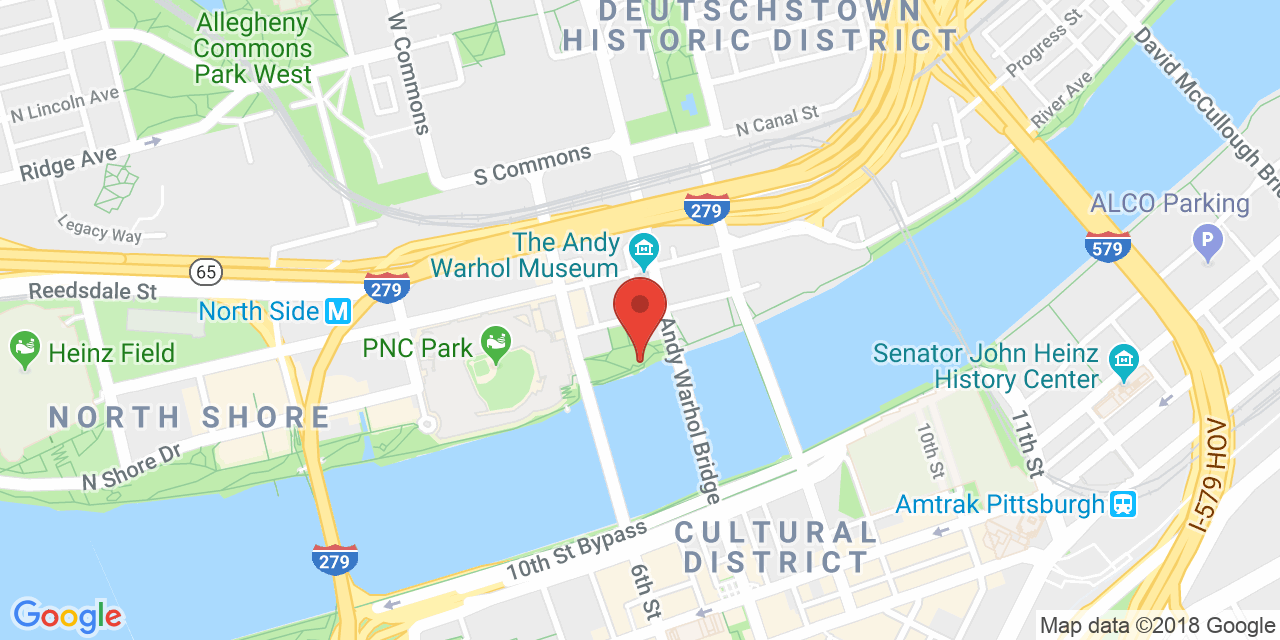 DEUTSCHSTOWN
HISTORIC DISTRICT
Allegheny
Commons
Park West
W Commons
Progress St
David McCullough Bri
N Lincoln Ave
River Ave
N Canal St
Ridge Ave
S Commons
279
ALCO Parking
P
Legacy Way
The Andy
Warhol Museum
579
65
Reedsdale St
279
North Side M
PNC Park
Heinz Field
Andy Warhol Bridge
Senator John Heinz
History Center
NORTH SHORE
N Shore Dr
10th St
11th St
I-579 HOV
Amtrak Pittsburgh
CULTURAL
DISTRICT
10th St Bypass
279
6th St
Google
Map data ©2018 Google